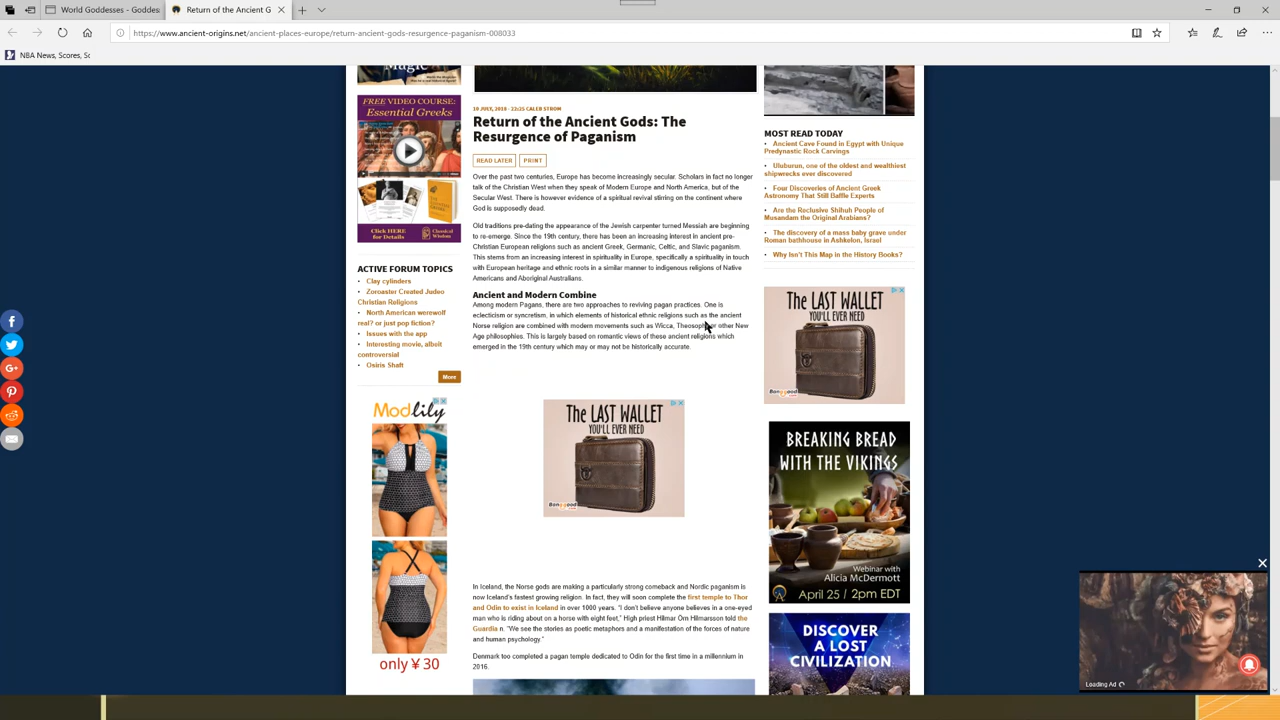 World Goddesses - Goddes
Return of the Ancient G
https://www.ancient-origins.net/ancient-places-europe/return-ancient-gods-resurgence-paganism-008033
NBA News, Scores, Sc
Magic
FREE VIDEO COURSE:
Essential Greeks
Click HERE
for Details
Classical
Wisdom
ACTIVE FORUM TOPICS
• Clay cylinders
• Zoroaster Created Judeo
Christian Religions
• North American werewolf
real? or just pop fiction?
• Issues with the app
• Interesting movie, albeit
controversial
• Osiris Shaft
More
Modlily
only ¥ 30
10 JULY, 2018 - 22:25 CALEB STROM
Return of the Ancient Gods: The
Resurgence of Paganism
READ LATER
PRINT
Over the past two centuries, Europe has become increasingly secular. Scholars in fact no longer
talk of the Christian West when they speak of Modern Europe and North America, but of the
Secular West. There is however evidence of a spiritual revival stirring on the continent where
God is supposedly dead.
Old traditions pre-dating the appearance of the Jewish carpenter turned Messiah are beginning
to re-emerge. Since the 19th century, there has been an increasing interest in ancient pre-
Christian European religions such as ancient Greek, Germanic, Celtic, and Slavic paganism.
This stems from an increasing interest in spirituality in Europe, specifically a spirituality in touch
with European heritage and ethnic roots in a similar manner to indigenous religions of Native
Americans and Aboriginal Australians.
Ancient and Modern Combine
Among modern Pagans, there are two approaches to reviving pagan practices. One is
eclecticism or syncretism, in which elements of historical ethnic religions such as the ancient
Norse religion are combined with modern movements such as Wicca, Theosophy or other New
Age philosophies. This is largely based on romantic views of these ancient religions which
emerged in the 19th century which may or may not be historically accurate.
The LAST WALLET
YOU'LL EVER NEED
Banggood
In Iceland, the Norse gods are making a particularly strong comeback and Nordic paganism is
now Iceland's fastest growing religion. In fact, they will soon complete the first temple to Thor
and Odin to exist in Iceland in over 1000 years. "I don't believe anyone believes in a one-eyed
man who is riding about on a horse with eight feet," High priest Hilmar Örn Hilmarsson told the
Guardia n. "We see the stories as poetic metaphors and a manifestation of the forces of nature
and human psychology."
Denmark too completed a pagan temple dedicated to Odin for the first time in a millennium in
2016.
MOST READ TODAY
• Ancient Cave Found in Egypt with Unique
Predynastic Rock Carvings
• Uluburun, one of the oldest and wealthiest
shipwrecks ever discovered
• Four Discoveries of Ancient Greek
Astronomy That Still Baffle Experts
• Are the Reclusive Shihuh People of
Musandam the Original Arabians?
• The discovery of a mass baby grave under
Roman bathhouse in Ashkelon, Israel
• Why Isn't This Map in the History Books?
The LAST WALLET
YOU'LL EVER NEED
Banggood
BREAKING BREAD
WITH THE VIKINGS
Webinar with
Alicia McDermott
April 25 / 2pm EDT
DISCOVER
A LOST
CIVILIZATION
Loading Ad